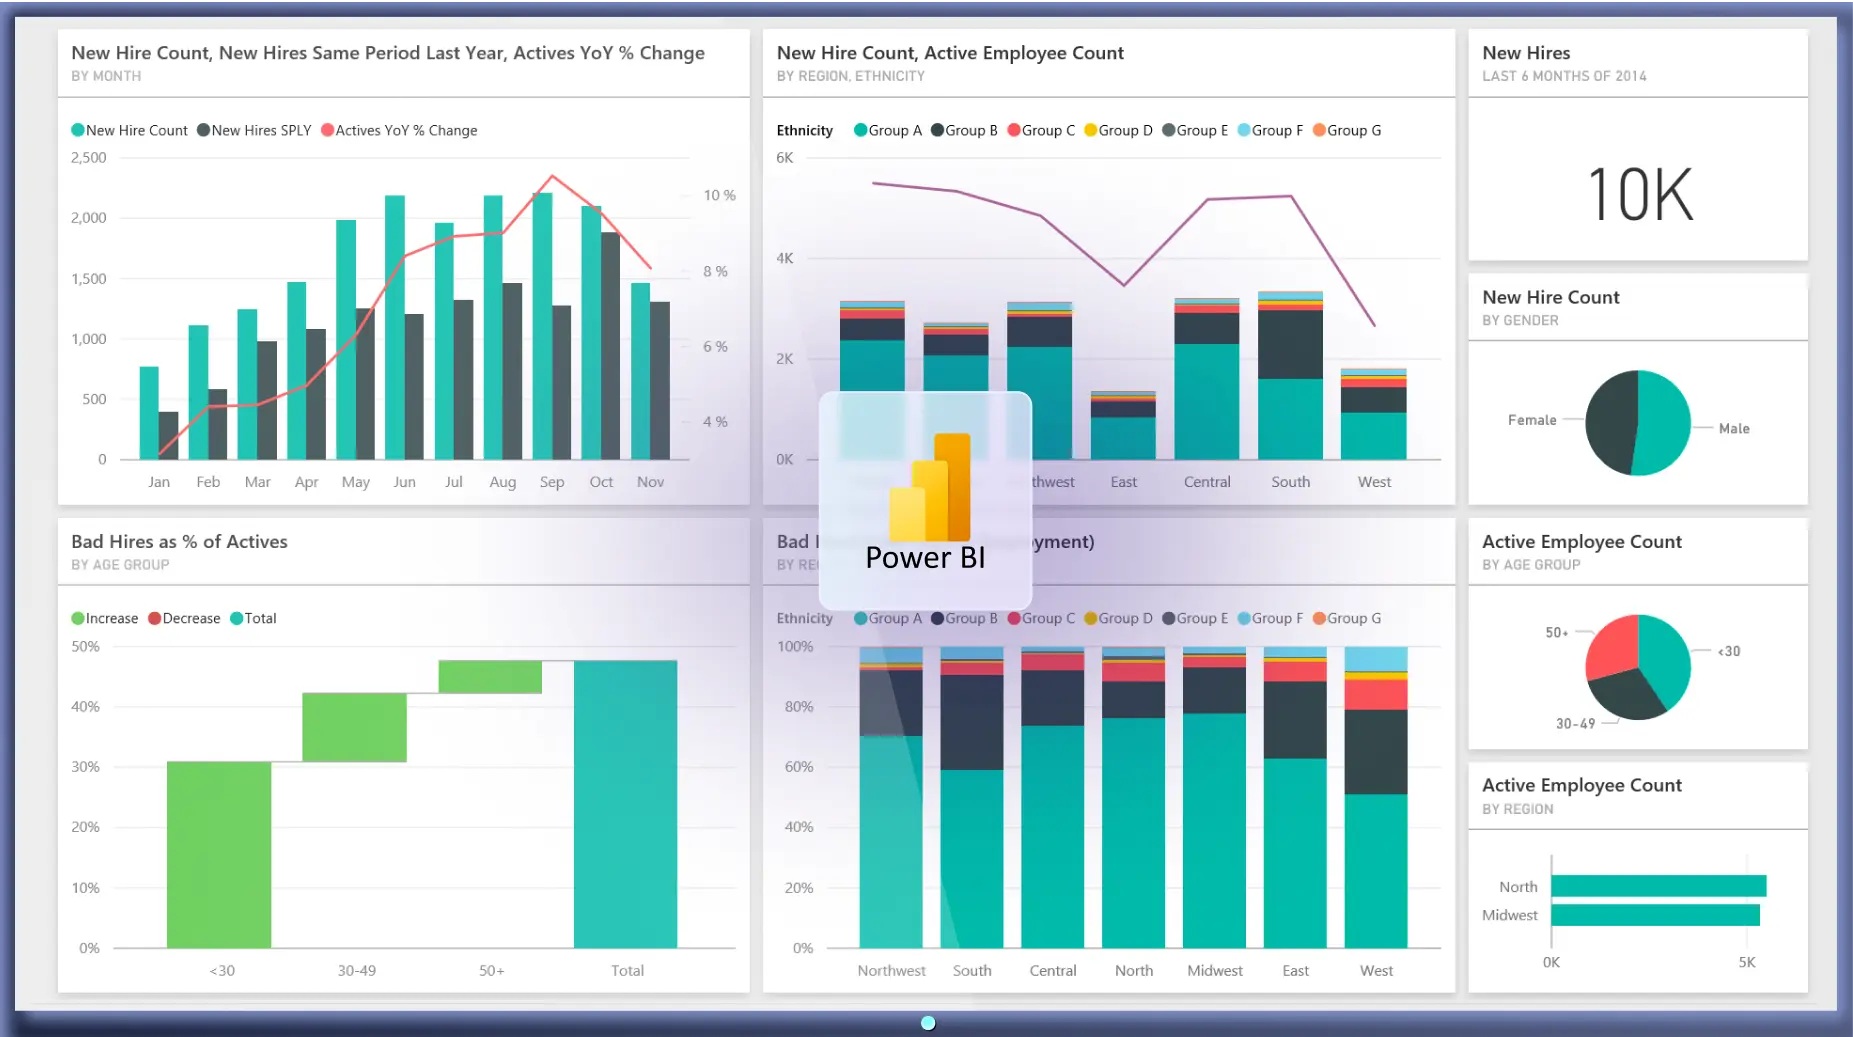 New Hire Count, New Hires Same Period Last Year, Actives YoY % Change
BY MONTH
New Hire Count New Hires SPLY Actives YoY % Change
2,500
2,000
1,500
1,000
500
0
10 %
8 %
6 %
4 %
Jan Feb Mar Apr May Jun Jul Aug Sep Oct Nov
New Hire Count, Active Employee Count
BY REGION, ETHNICITY
Ethnicity Group A Group B Group C Group D Group E Group F Group G
6K
4K
2K
0K
thwest East Central South West
New Hires
LAST 6 MONTHS OF 2014
10K
New Hire Count
BY GENDER
Female
Male
Power BI
Bad Hires as % of Actives
BY AGE GROUP
Increase Decrease Total
50%
40%
30%
20%
10%
0%
<30 30-49 50+ Total
Bad
yment)
BY RE
Ethnicity Group A Group B Group C Group D Group E Group F Group G
100%
80%
60%
40%
20%
0%
Northwest South Central North Midwest East West
Active Employee Count
BY AGE GROUP
50+
<30
30-49
Active Employee Count
BY REGION
North
Midwest
0K 5K